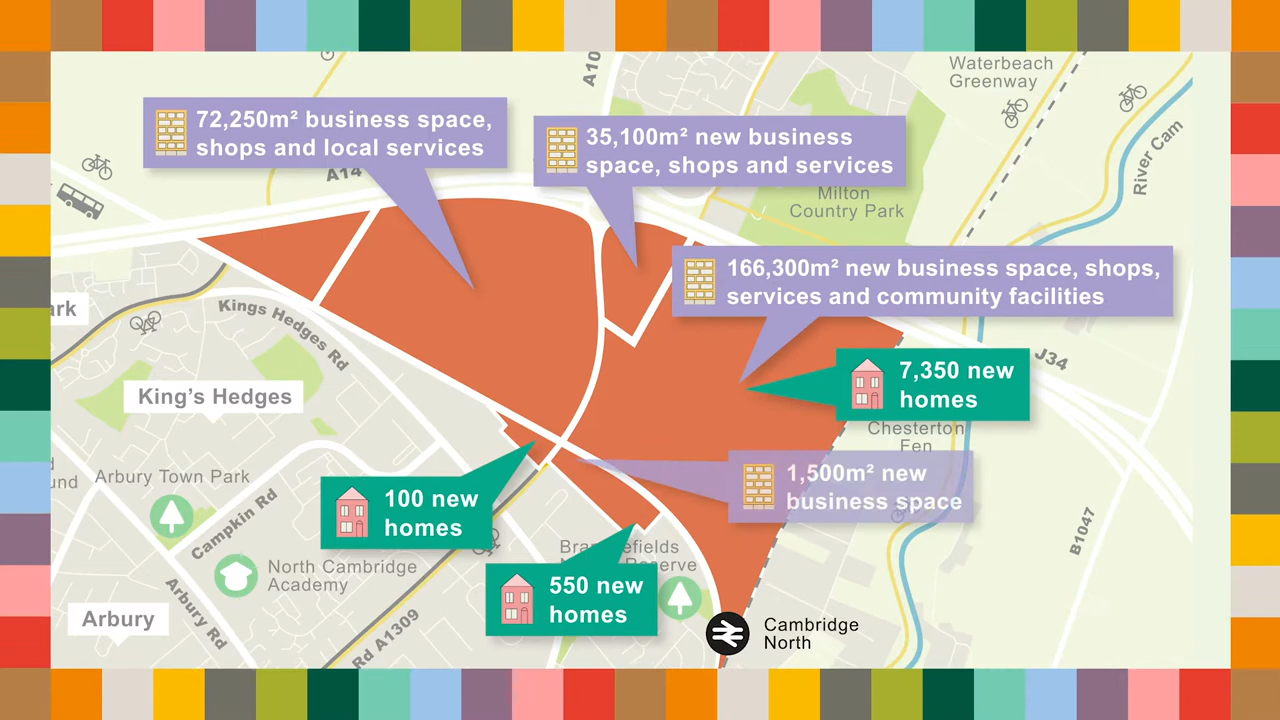 A10
Waterbeach
Greenway
72,250m² business space,
shops and local services
35,100m² new business
space, shops and services
River Cam
A14
Milton
Country Park
166,300m² new business space, shops,
services and community facilities
ark
Kings Hedges Rd
J34
7,350 new
homes
King's Hedges
Chesterton
Fen
Arbury Town Park
und
1,500m² new
business space
100 new
homes
Campkin Rd
B1047
North Cambridge
Academy
550 new
homes
Arbury Rd
Arbury
Rd A1309
Cambridge
North